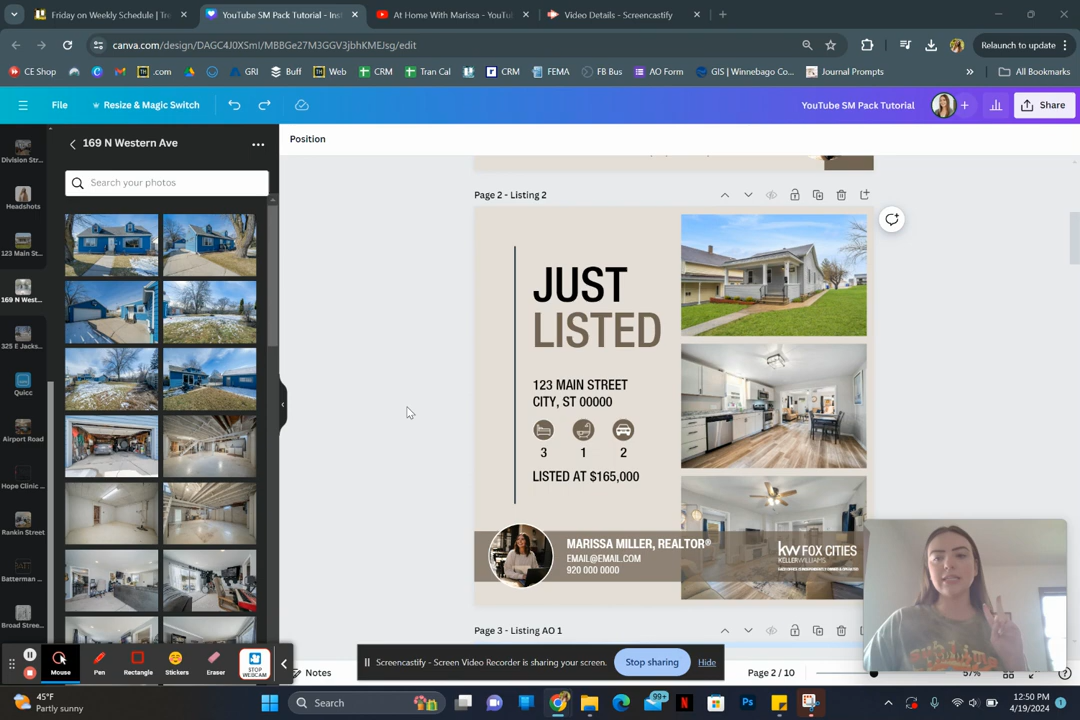 Friday on Weekly Schedule | Tre
YouTube SM Pack Tutorial - Inst
At Home With Marissa - YouTu
Video Details - Screencastify
canva.com/design/DAGC4J0XSmI/MBBGe27M3GGV3jbhKMEJsg/edit
Relaunch to update
CE Shop
.com
GRI
Buff
Web
CRM
Tran Cal
CRM
FEMA
FB Bus
AO Form
GIS | Winnebago Co...
Journal Prompts
All Bookmarks
File
Resize & Magic Switch
YouTube SM Pack Tutorial
Share
Position
Division Str...
Headshots
123 Main St...
169 N West...
325 E Jacks...
Quicc
Airport Road
Hope Clinic ...
Rankin Street
Batterman ...
Broad Stree...
169 N Western Ave
Search your photos
Page 2 - Listing 2
JUST
LISTED
123 MAIN STREET
CITY, ST 00000
3 1 2
LISTED AT $165,000
MARISSA MILLER, REALTOR®
EMAIL@EMAIL.COM
920 000 0000
kw FOX CITIES
KELLERWILLIAMS.
Page 3 - Listing AO 1
Mouse
Pen
Rectangle
Stickers
Eraser
STOP
WEBCAM
Screencastify - Screen Video Recorder is sharing your screen.
Stop sharing
Hide
Notes
Page 2 / 10
57%
45°F
Partly sunny
Search
99+
12:50 PM
4/19/2024